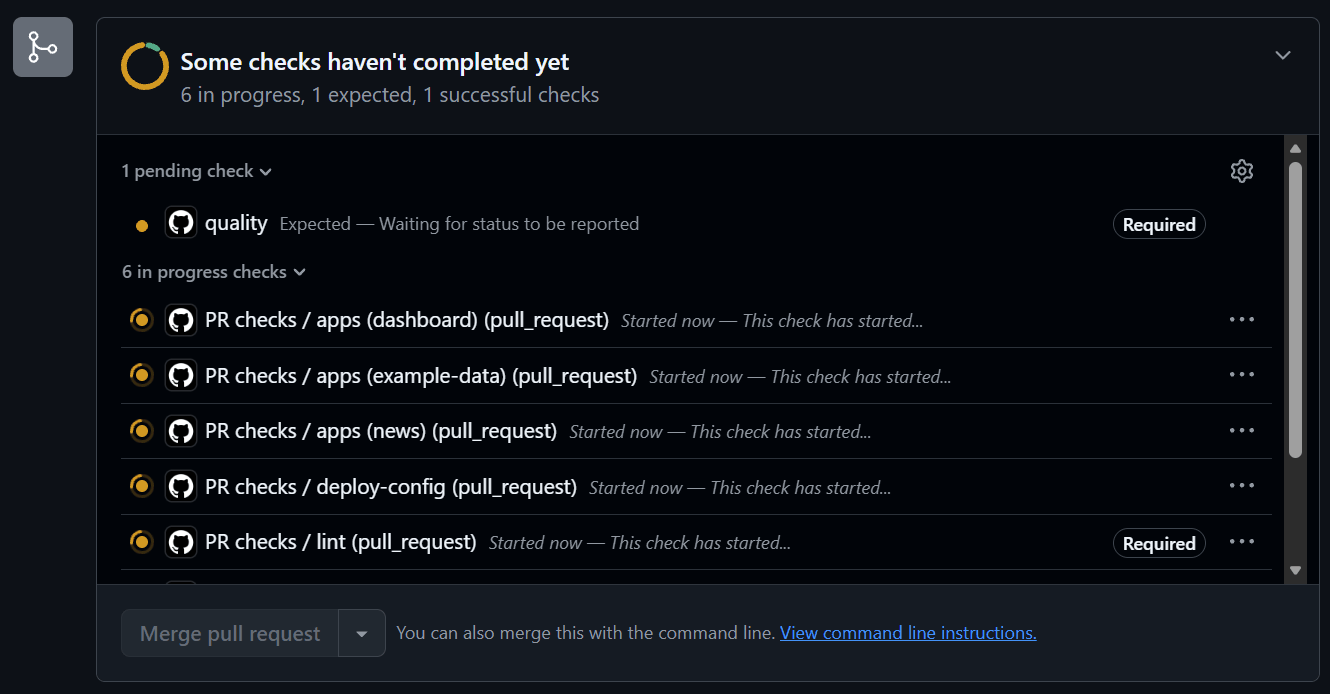 Some checks haven't completed yet
6 in progress, 1 expected, 1 successful checks
1 pending check
quality Expected — Waiting for status to be reported Required
6 in progress checks
PR checks / apps (dashboard) (pull_request) Started now — This check has started...
PR checks / apps (example-data) (pull_request) Started now — This check has started...
PR checks / apps (news) (pull_request) Started now — This check has started...
PR checks / deploy-config (pull_request) Started now — This check has started...
PR checks / lint (pull_request) Started now — This check has started... Required
Merge pull request You can also merge this with the command line. View command line instructions.